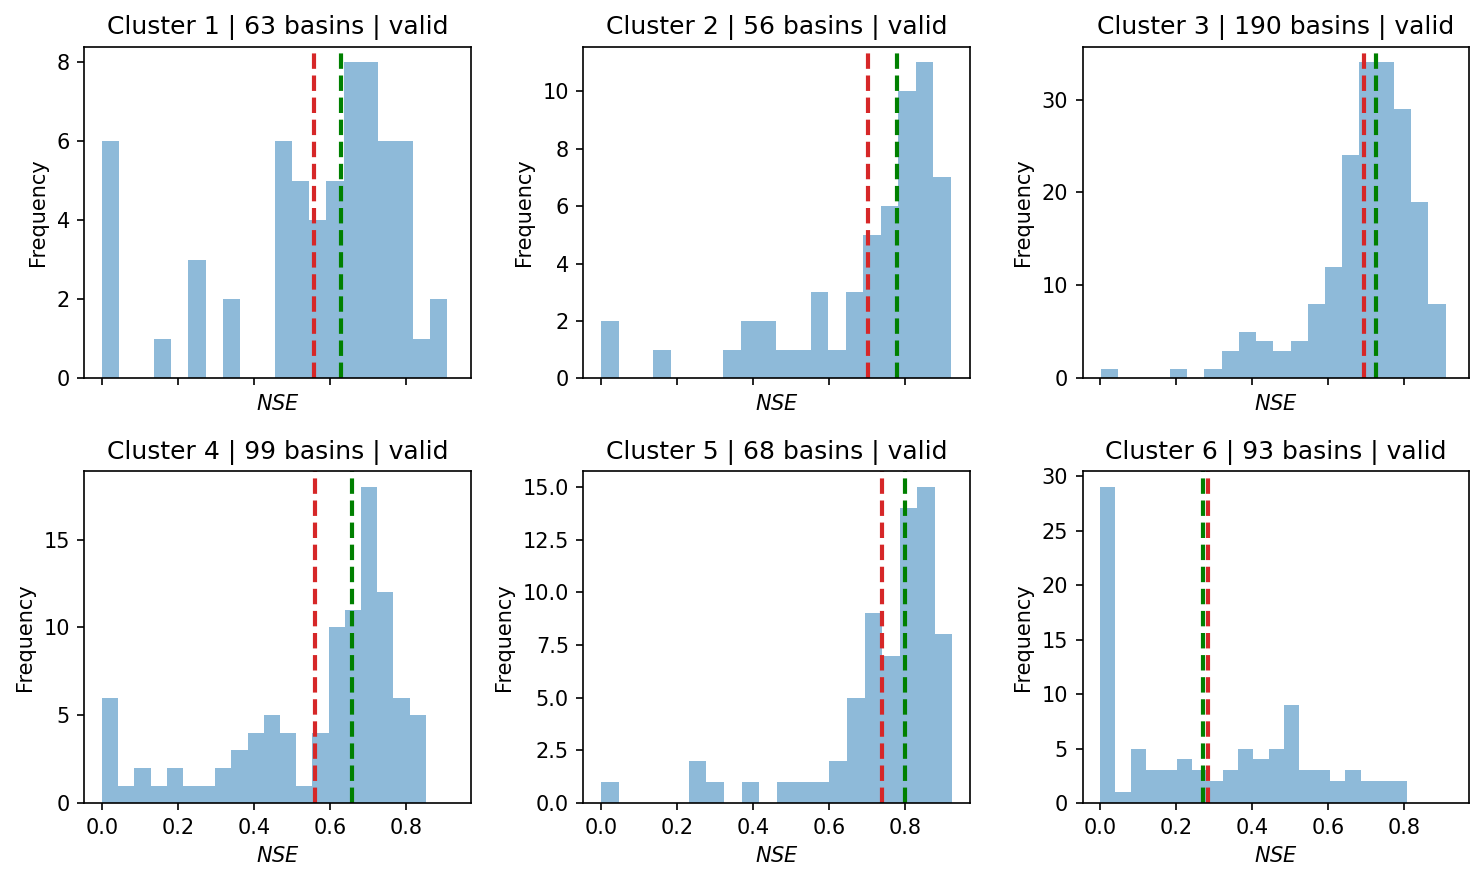 Cluster 1 | 63 basins | valid
8
6
4
2
0
Frequency
NSE
Cluster 2 | 56 basins | valid
10
8
6
4
2
0
Frequency
NSE
Cluster 3 | 190 basins | valid
30
20
10
0
Frequency
NSE
Cluster 4 | 99 basins | valid
15
10
5
0
Frequency
0.0 0.2 0.4 0.6 0.8
NSE
Cluster 5 | 68 basins | valid
15.0
12.5
10.0
7.5
5.0
2.5
0.0
Frequency
0.0 0.2 0.4 0.6 0.8
NSE
Cluster 6 | 93 basins | valid
30
25
20
15
10
5
0
Frequency
0.0 0.2 0.4 0.6 0.8
NSE